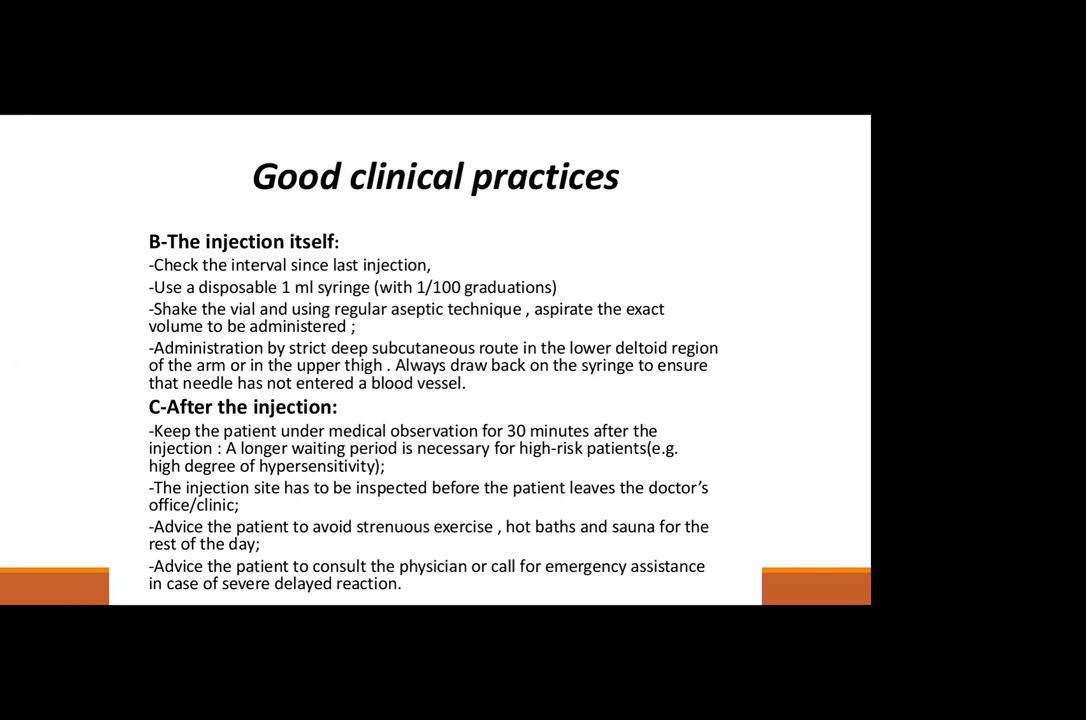 Good clinical practices
B-The injection itself:
-Check the interval since last injection,
-Use a disposable 1 ml syringe (with 1/100 graduations)
-Shake the vial and using regular aseptic technique , aspirate the exact
volume to be administered ;
-Administration by strict deep subcutaneous route in the lower deltoid region
of the arm or in the upper thigh . Always draw back on the syringe to ensure
that needle has not entered a blood vessel.
C-After the injection:
-Keep the patient under medical observation for 30 minutes after the
injection : A longer waiting period is necessary for high-risk patients(e.g.
high degree of hypersensitivity);
-The injection site has to be inspected before the patient leaves the doctor’s
office/clinic;
-Advice the patient to avoid strenuous exercise , hot baths and sauna for the
rest of the day;
-Advice the patient to consult the physician or call for emergency assistance
in case of severe delayed reaction.